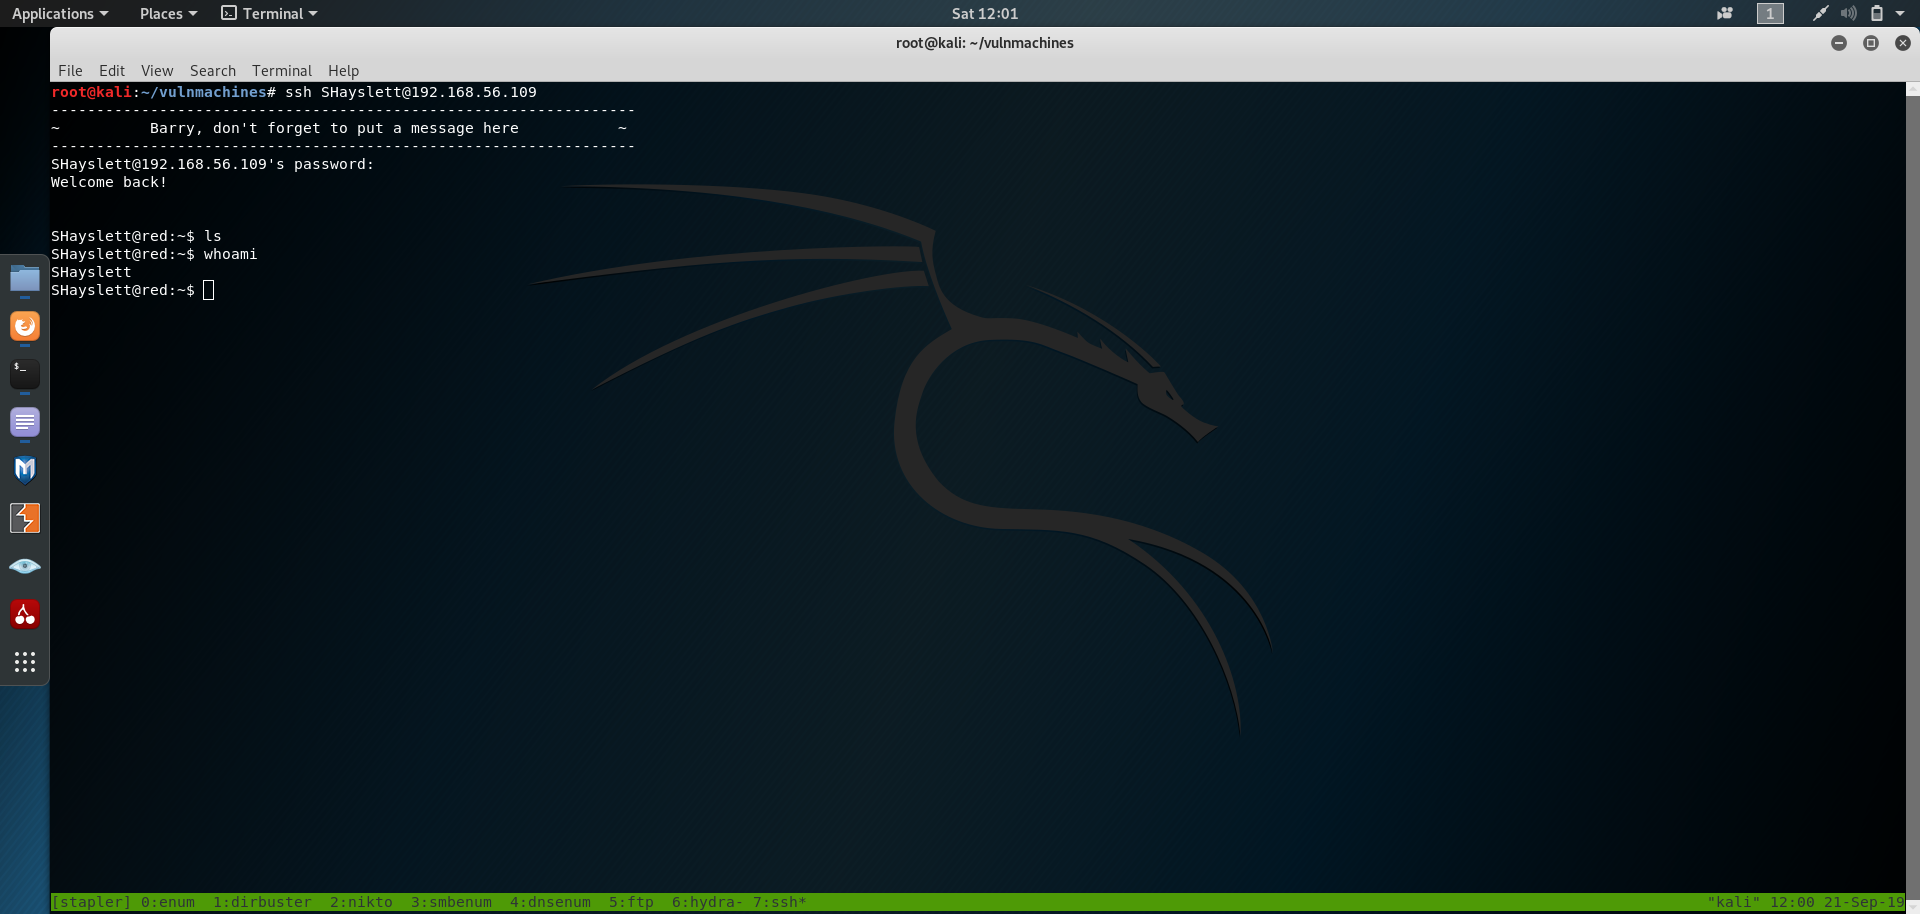 Applications Places Terminal Sat 12:01 1
root@kali: ~/vulnmachines
File Edit View Search Terminal Help
root@kali:~/vulnmachines# ssh SHayslett@192.168.56.109
-----------------------------------------------------------------
~          Barry, don't forget to put a message here           ~
-----------------------------------------------------------------
SHayslett@192.168.56.109's password:
Welcome back!
SHayslett@red:~$ ls
SHayslett@red:~$ whoami
SHayslett
SHayslett@red:~$
$_
[stapler] 0:enum  1:dirbuster  2:nikto  3:smbenum  4:dnsenum  5:ftp  6:hydra- 7:ssh* "kali" 12:00 21-Sep-19